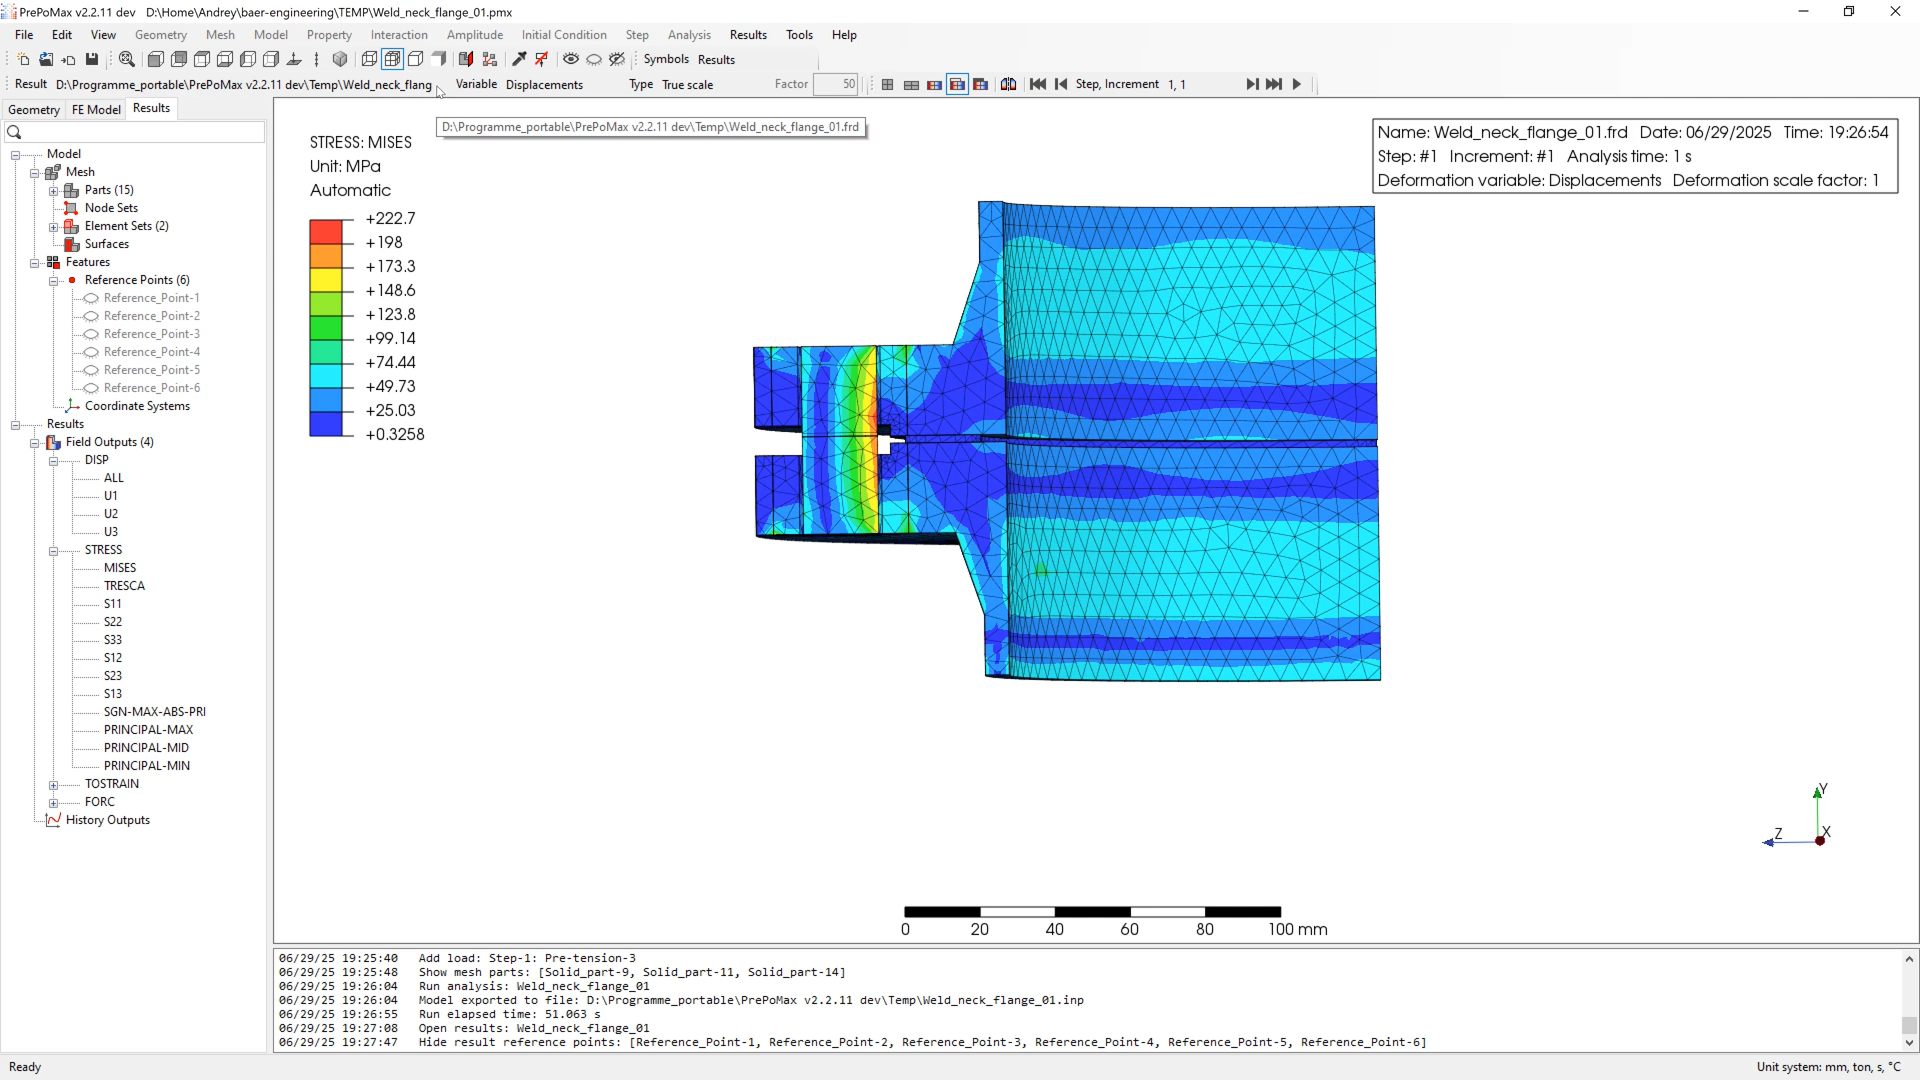 PrePoMax v2.2.11 dev   D:\Home\Andrey\baer-engineering\TEMP\Weld_neck_flange_01.pmx
File Edit View Geometry Mesh Model Property Interaction Amplitude Initial Condition Step Analysis Results Tools Help
Symbols Results
Result D:\Programme_portable\PrePoMax v2.2.11 dev\Temp\Weld_neck_flang Variable Displacements Type True scale Factor 50 Step, Increment 1, 1
Geometry FE Model Results
D:\Programme_portable\PrePoMax v2.2.11 dev\Temp\Weld_neck_flange_01.frd
Model
Mesh
Parts (15)
Node Sets
Element Sets (2)
Surfaces
Features
Reference Points (6)
Reference_Point-1
Reference_Point-2
Reference_Point-3
Reference_Point-4
Reference_Point-5
Reference_Point-6
Coordinate Systems
Results
Field Outputs (4)
DISP
ALL
U1
U2
U3
STRESS
MISES
TRESCA
S11
S22
S33
S12
S23
S13
SGN-MAX-ABS-PRI
PRINCIPAL-MAX
PRINCIPAL-MID
PRINCIPAL-MIN
TOSTRAIN
FORC
History Outputs
STRESS: MISES
Unit: MPa
Automatic
+222.7
+198
+173.3
+148.6
+123.8
+99.14
+74.44
+49.73
+25.03
+0.3258
Name: Weld_neck_flange_01.frd Date: 06/29/2025 Time: 19:26:54
Step: #1 Increment: #1 Analysis time: 1 s
Deformation variable: Displacements Deformation scale factor: 1
Y
Z
X
0 20 40 60 80 100 mm
06/29/25 19:25:40 Add load: Step-1: Pre-tension-3
06/29/25 19:25:48 Show mesh parts: [Solid_part-9, Solid_part-11, Solid_part-14]
06/29/25 19:26:04 Run analysis: Weld_neck_flange_01
06/29/25 19:26:04 Model exported to file: D:\Programme_portable\PrePoMax v2.2.11 dev\Temp\Weld_neck_flange_01.inp
06/29/25 19:26:55 Run elapsed time: 51.063 s
06/29/25 19:27:08 Open results: Weld_neck_flange_01
06/29/25 19:27:47 Hide result reference points: [Reference_Point-1, Reference_Point-2, Reference_Point-3, Reference_Point-4, Reference_Point-5, Reference_Point-6]
Ready
Unit system: mm, ton, s, °C